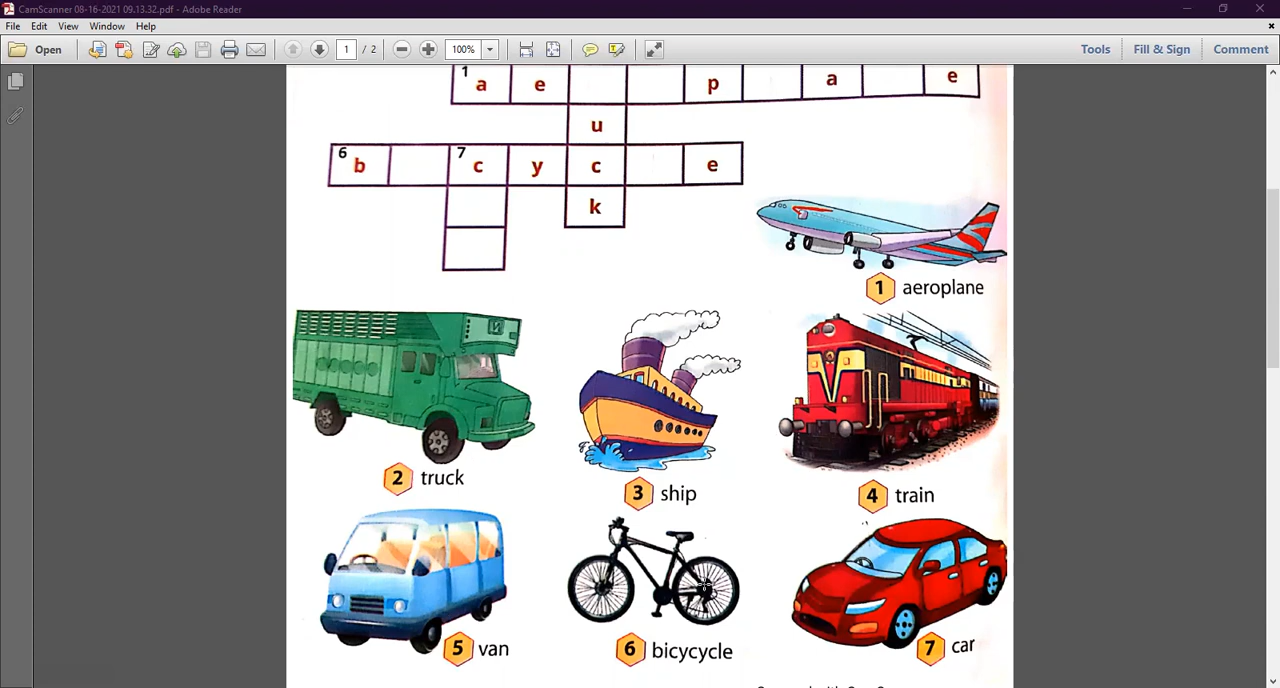 CamScanner 08-16-2021 09.13.32.pdf - Adobe Reader
File Edit View Window Help
Open 1 / 2 100% Tools Fill & Sign Comment
1 a e p a e
u
6 b 7 c y c e
k
1 aeroplane
2 truck
3 ship
4 train
5 van
6 bicycycle
7 car